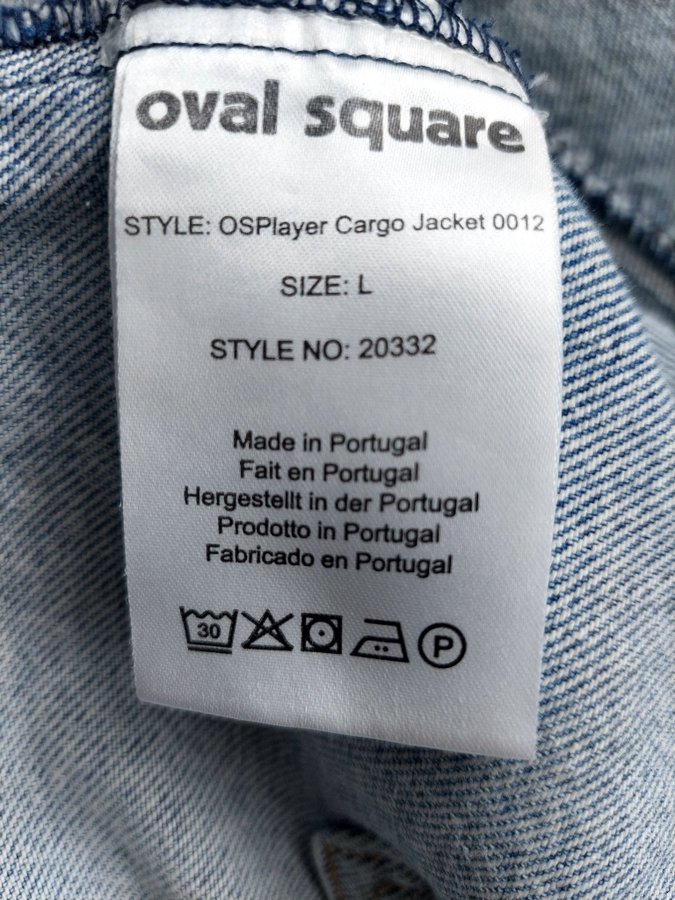 oval square
STYLE: OSPlayer Cargo Jacket 0012
SIZE: L
STYLE NO: 20332
Made in Portugal
Fait en Portugal
Hergestellt in der Portugal
Prodotto in Portugal
Fabricado en Portugal
30 P